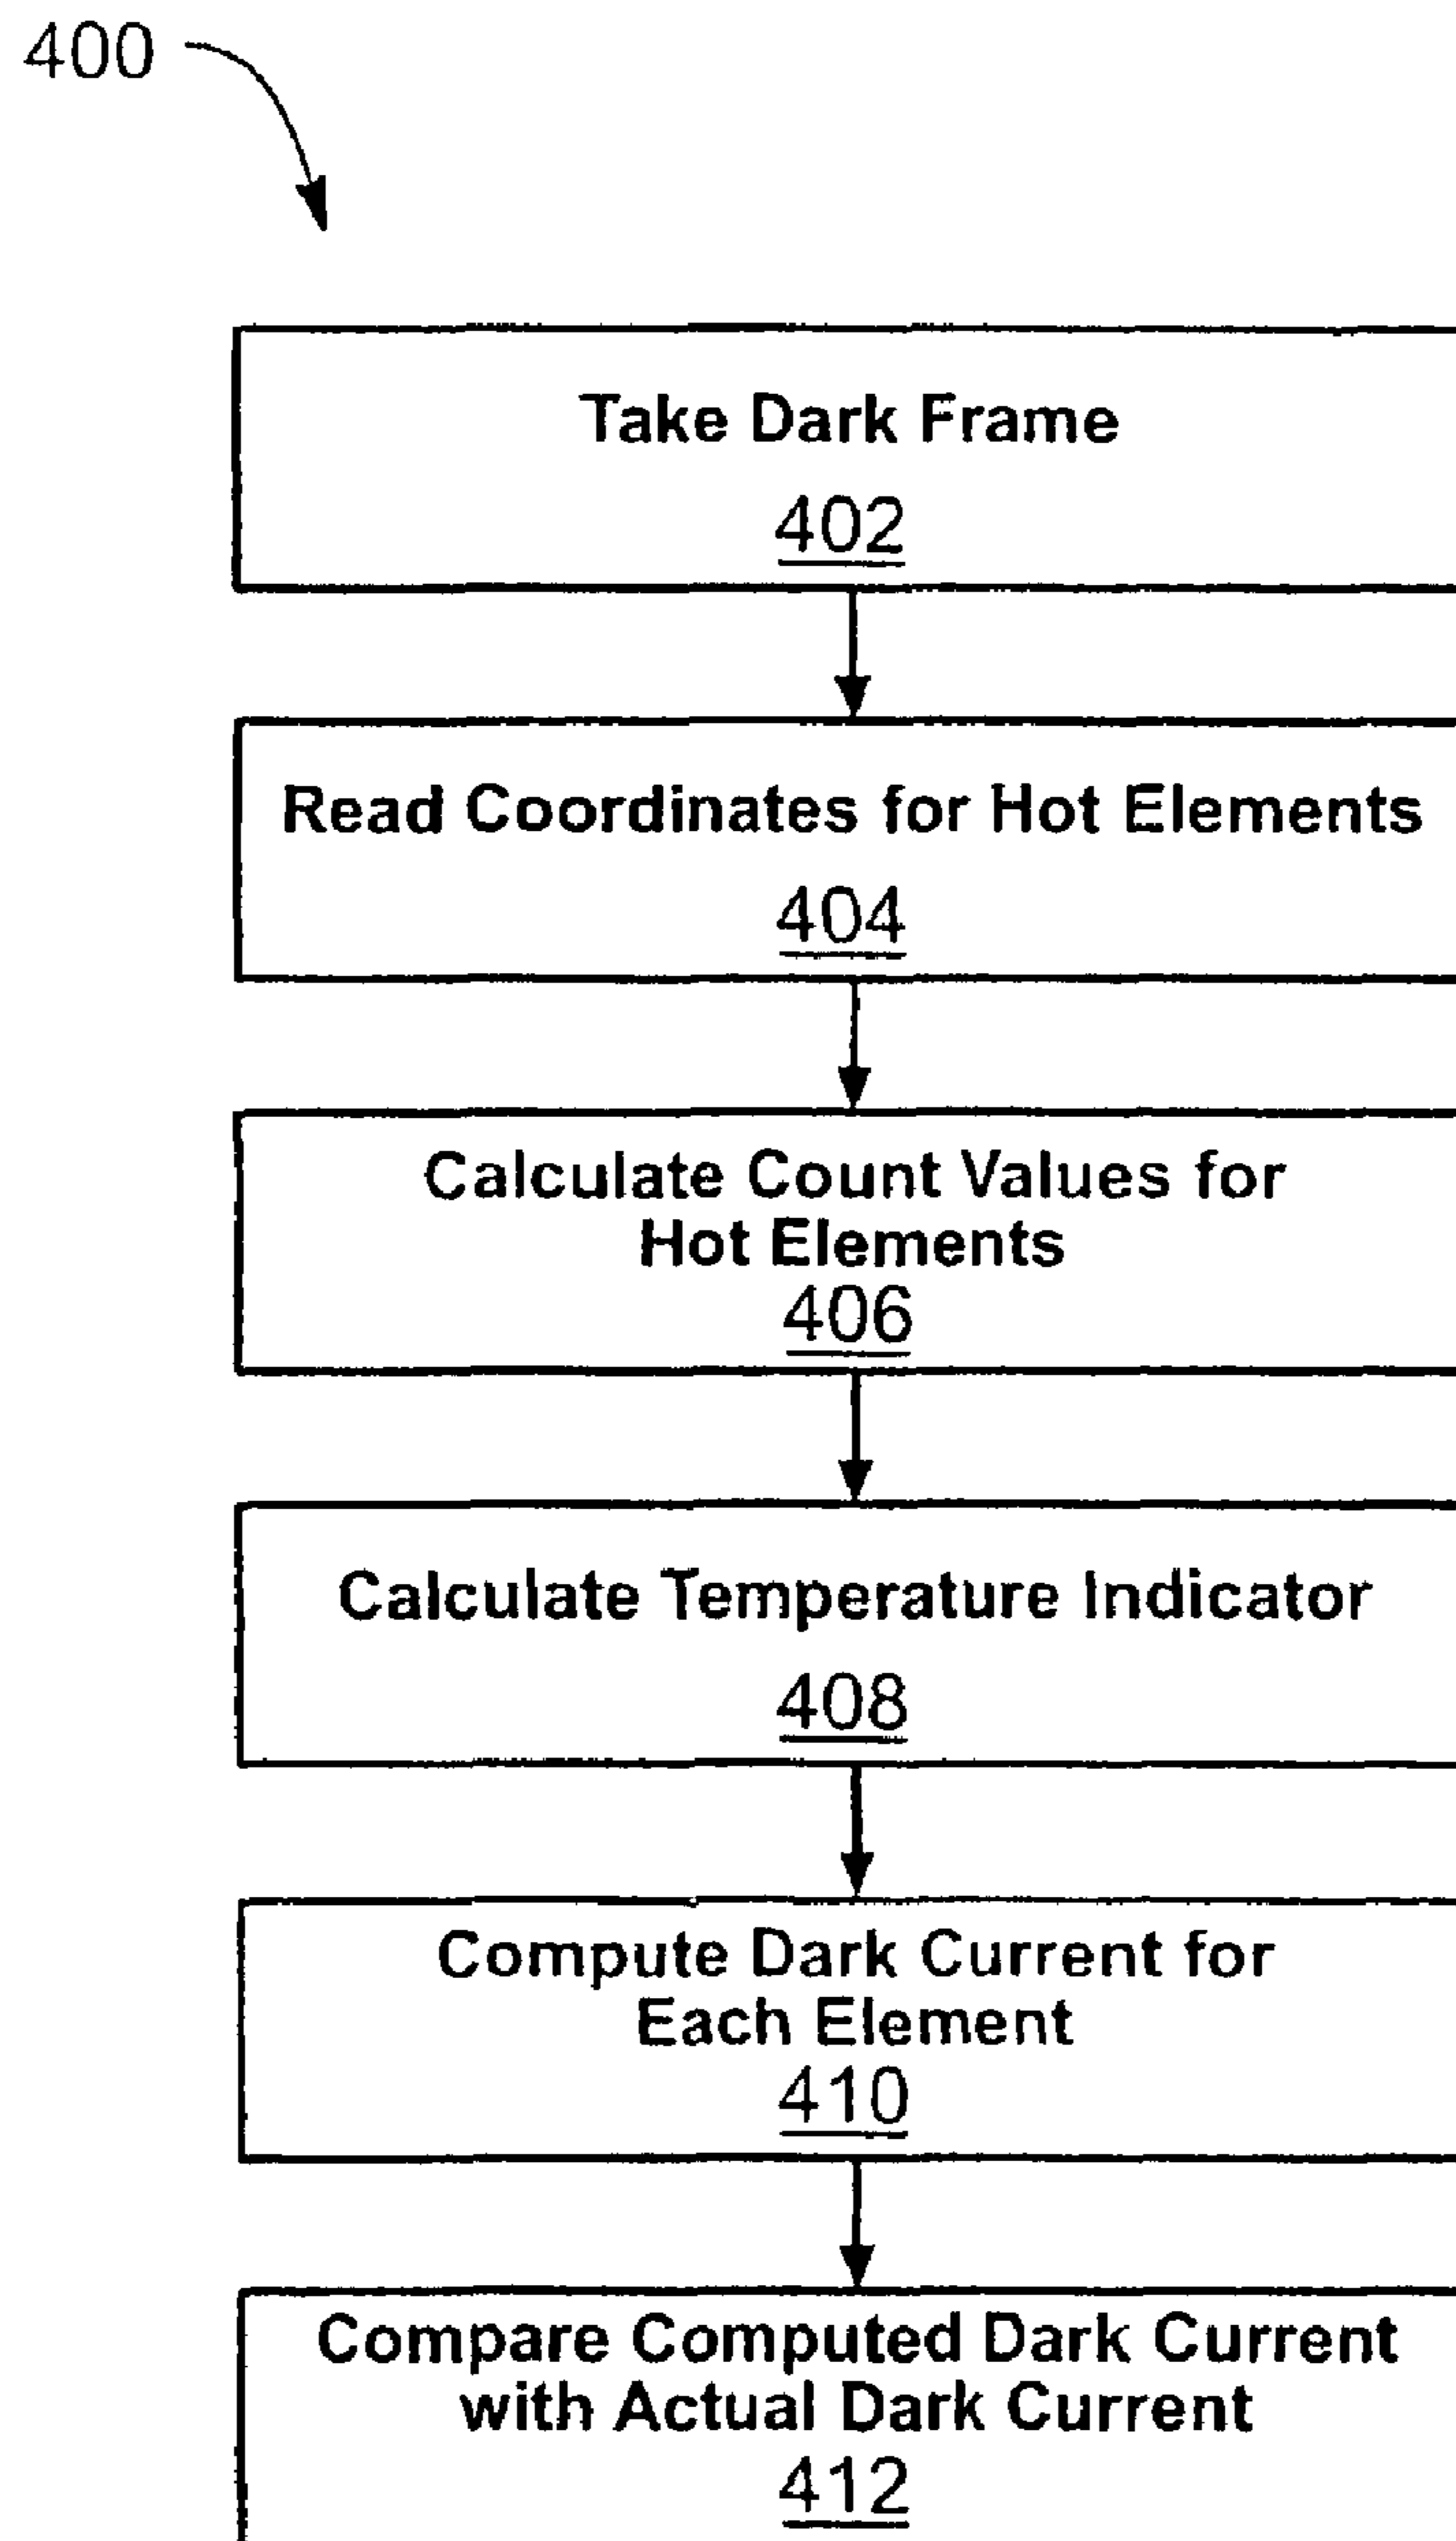 400
Take Dark Frame
402
Read Coordinates for Hot Elements
404
Calculate Count Values for
Hot Elements
406
Calculate Temperature Indicator
408
Compute Dark Current for
Each Element
410
Compare Computed Dark Current
with Actual Dark Current
412